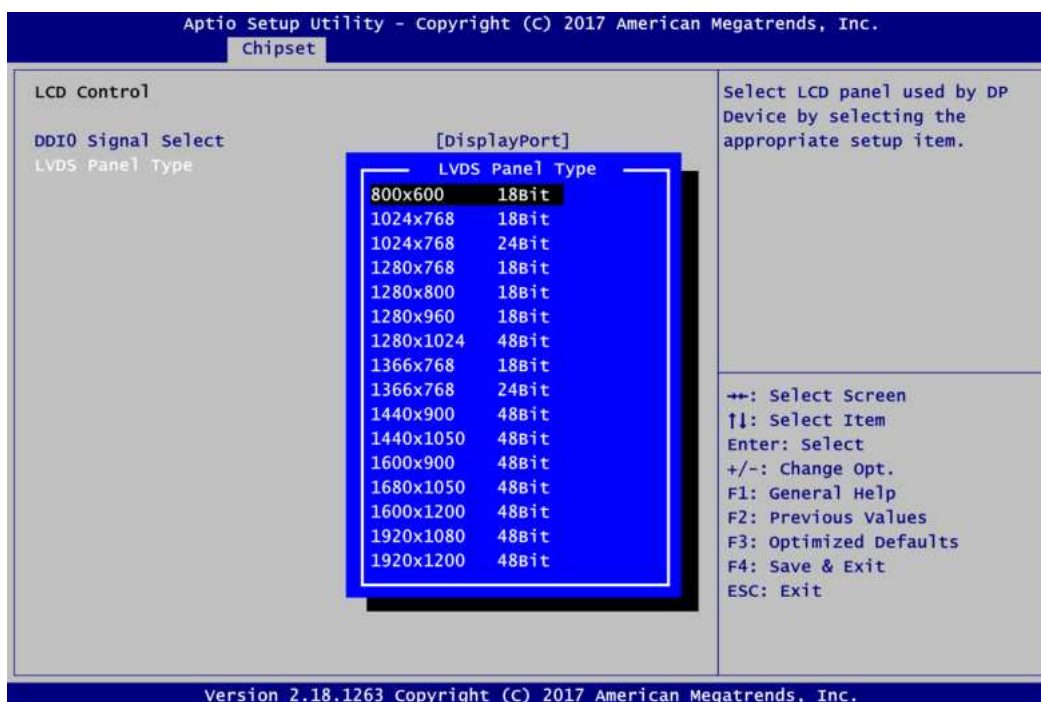 Aptio Setup Utility - Copyright (C) 2017 American Megatrends, Inc.
Chipset
LCD Control
DDI0 Signal Select [DisplayPort]
LVDS Panel Type
LVDS Panel Type
800x600 18Bit
1024x768 18Bit
1024x768 24Bit
1280x768 18Bit
1280x800 18Bit
1280x960 18Bit
1280x1024 48Bit
1366x768 18Bit
1366x768 24Bit
1440x900 48Bit
1440x1050 48Bit
1600x900 48Bit
1680x1050 48Bit
1600x1200 48Bit
1920x1080 48Bit
1920x1200 48Bit
Select LCD panel used by DP
Device by selecting the
appropriate setup item.
→←: Select Screen
↑↓: Select Item
Enter: Select
+/-: Change Opt.
F1: General Help
F2: Previous Values
F3: Optimized Defaults
F4: Save & Exit
ESC: Exit
Version 2.18.1263 Copyright (C) 2017 American Megatrends, Inc.